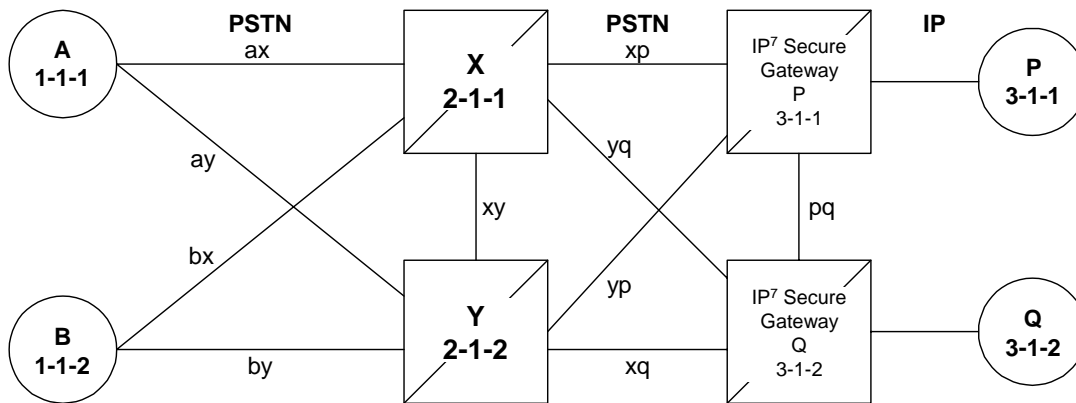 PSTN
PSTN
IP
A
1-1-1
ax
X
2-1-1
xp
IP⁷ Secure
Gateway
P
3-1-1
P
3-1-1
ay
yq
bx
xy
yp
pq
B
1-1-2
by
Y
2-1-2
xq
IP⁷ Secure
Gateway
Q
3-1-2
Q
3-1-2